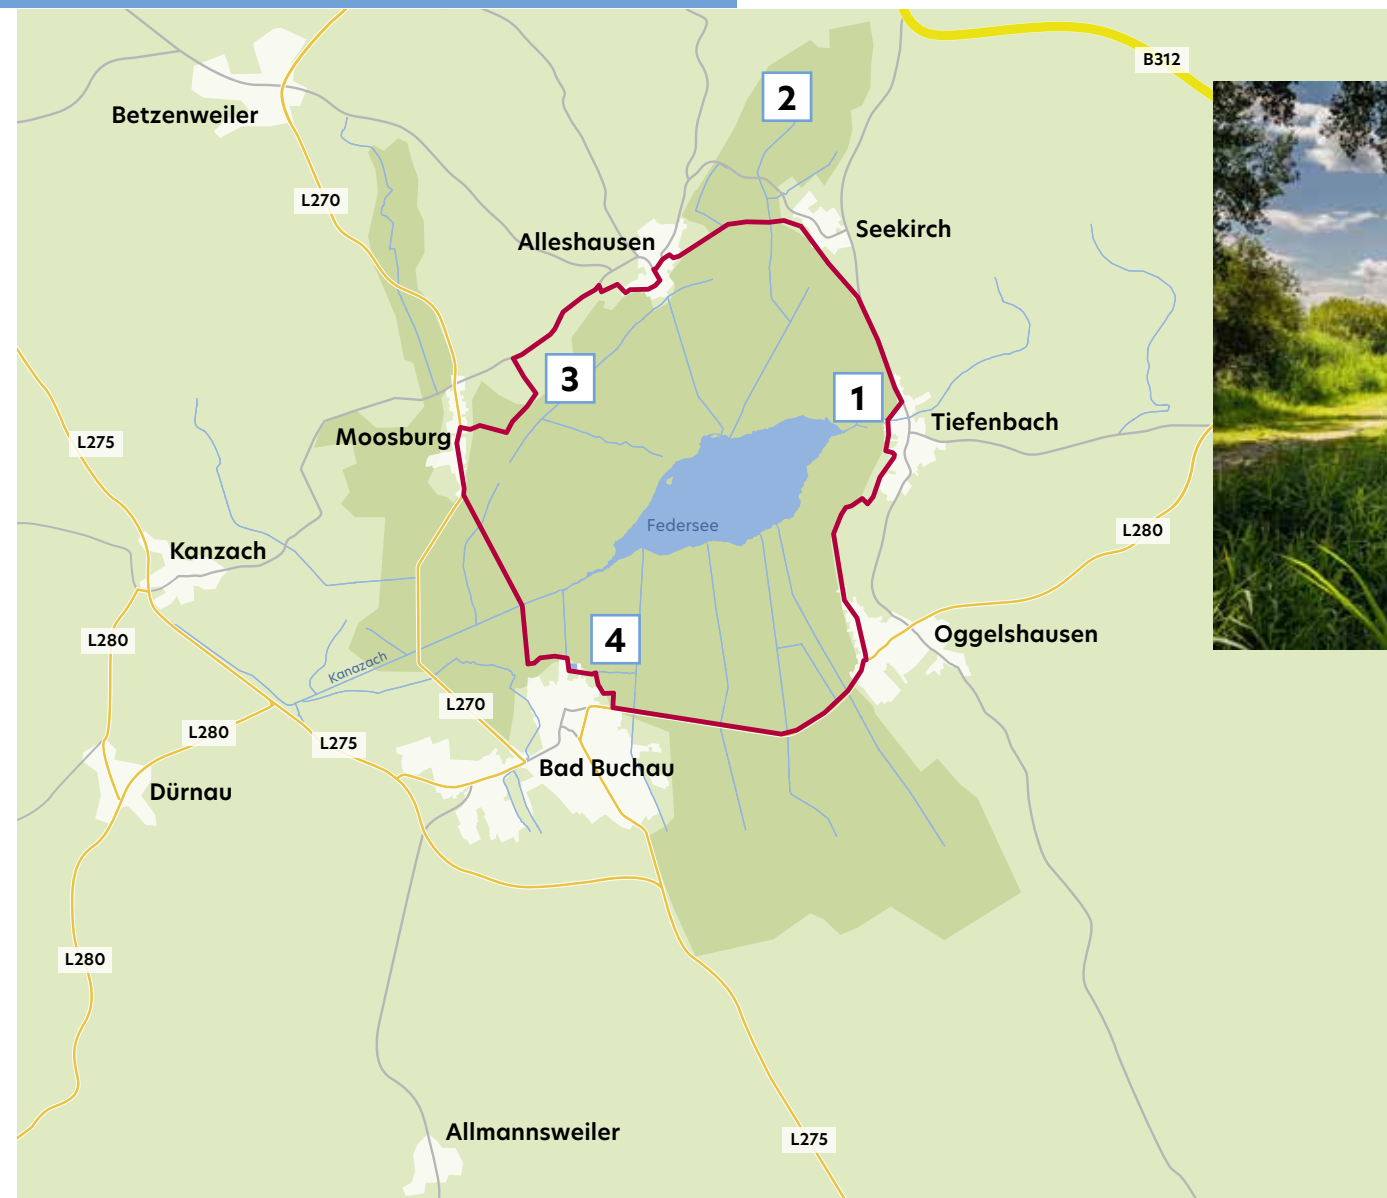 B312
2
Betzenweiler
L270
Seekirch
Alleshausen
3
1
Tiefenbach
Moosburg
L275
Federsee
L280
Kanzach
4
Oggelshausen
L280
Kanazach
L270
L280
L275
Bad Buchau
Dürnau
L280
Allmannsweiler
L275